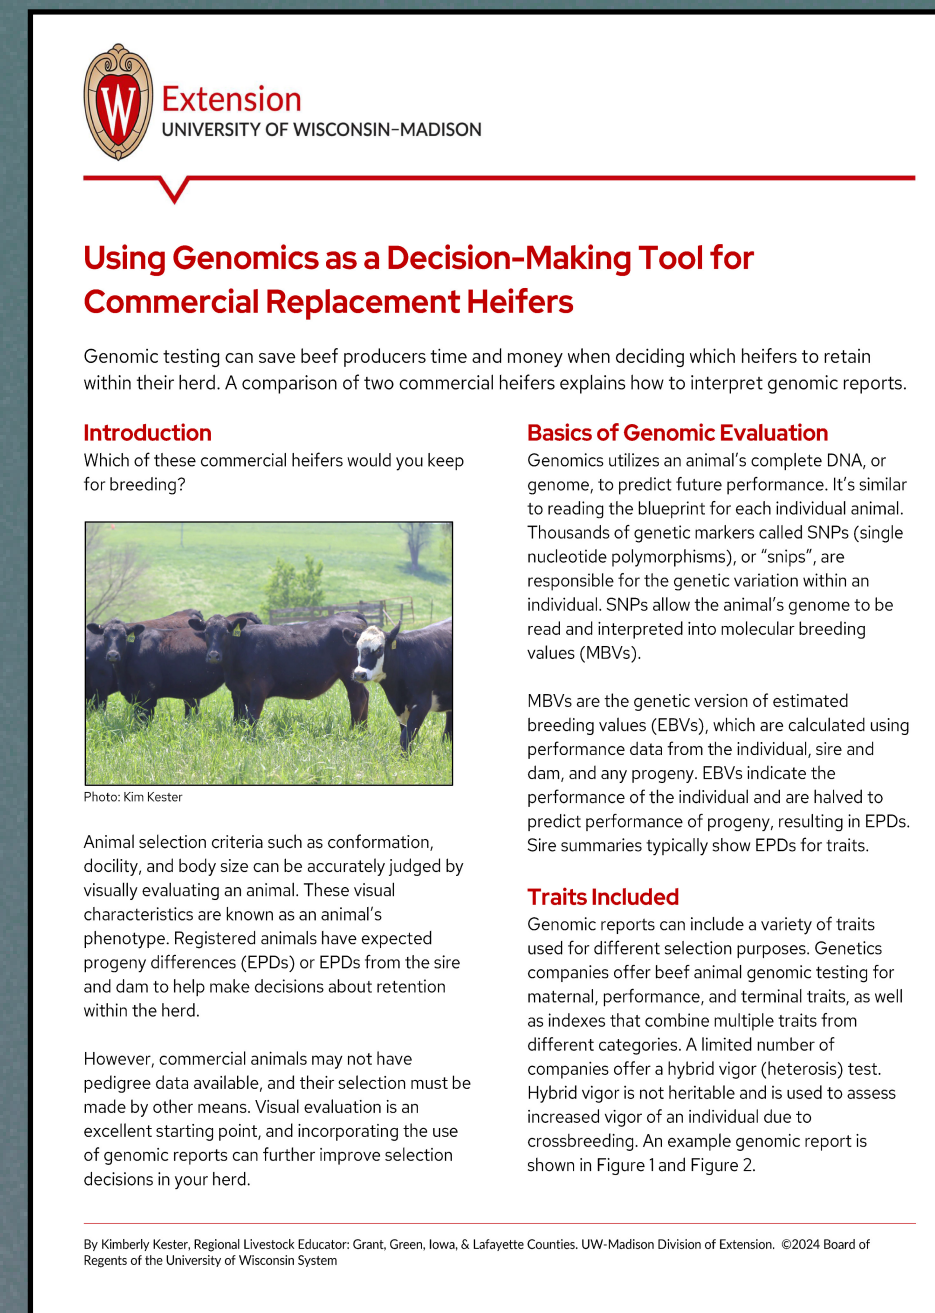 W
Extension
UNIVERSITY OF WISCONSIN–MADISON
Using Genomics as a Decision-Making Tool for
Commercial Replacement Heifers
Genomic testing can save beef producers time and money when deciding which heifers to retain
within their herd. A comparison of two commercial heifers explains how to interpret genomic reports.
Introduction
Which of these commercial heifers would you keep
for breeding?
Photo: Kim Kester
Animal selection criteria such as conformation,
docility, and body size can be accurately judged by
visually evaluating an animal. These visual
characteristics are known as an animal's
phenotype. Registered animals have expected
progeny differences (EPDs) or EPDs from the sire
and dam to help make decisions about retention
within the herd.
However, commercial animals may not have
pedigree data available, and their selection must be
made by other means. Visual evaluation is an
excellent starting point, and incorporating the use
of genomic reports can further improve selection
decisions in your herd.
Basics of Genomic Evaluation
Genomics utilizes an animal's complete DNA, or
genome, to predict future performance. It's similar
to reading the blueprint for each individual animal.
Thousands of genetic markers called SNPs (single
nucleotide polymorphisms), or "snips", are
responsible for the genetic variation within an
individual. SNPs allow the animal's genome to be
read and interpreted into molecular breeding
values (MBVs).
MBVs are the genetic version of estimated
breeding values (EBVs), which are calculated using
performance data from the individual, sire and
dam, and any progeny. EBVs indicate the
performance of the individual and are halved to
predict performance of progeny, resulting in EPDs.
Sire summaries typically show EPDs for traits.
Traits Included
Genomic reports can include a variety of traits
used for different selection purposes. Genetics
companies offer beef animal genomic testing for
maternal, performance, and terminal traits, as well
as indexes that combine multiple traits from
different categories. A limited number of
companies offer a hybrid vigor (heterosis) test.
Hybrid vigor is not heritable and is used to assess
increased vigor of an individual due to
crossbreeding. An example genomic report is
shown in Figure 1 and Figure 2.
By Kimberly Kester, Regional Livestock Educator: Grant, Green, Iowa, & Lafayette Counties. UW-Madison Division of Extension. ©2024 Board of
Regents of the University of Wisconsin System